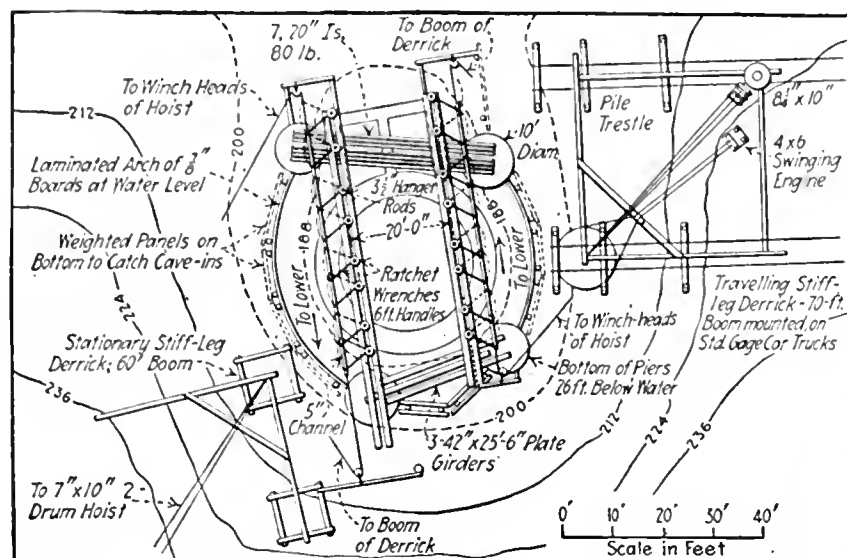 7, 20" Is,
80 lb.
To Boom of
Derrick
To Winch Heads
of Hoist
212
200
Laminated Arch of 7/8"
Boards at Water Level
10'
Diam.
Pile
Trestle
8¼" x 10"
4 x 6
Swinging
Engine
3½" Hanger
Rods
20'-0"
188
188
Weighted Panels on
Bottom to Catch Cave-ins
To Lower
To Lower
Ratchet
Wrenches
6ft. Handles
224
Stationary Stiff-Leg
Derrick; 60' Boom
Travelling Stiff-
leg Derrick-70-ft.
Boom mounted on
Std. Gage Car Trucks
To Winch-heads
of Hoist
Bottom of Piers
26 ft. Below Water
236
200
212
224
236
5"
Channel
3-42"x25'-6" Plate
Girders
To 7"x10" 2-
Drum Hoist
To Boom
of Derrick
0' 10' 20' 30' 40'
Scale in Feet